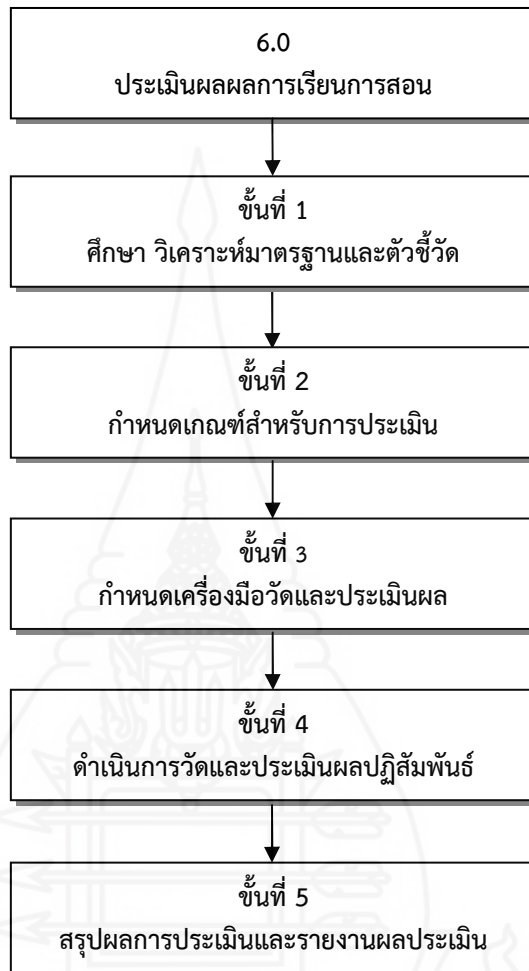 6.0
ประเมินผลผลการเรียนการสอน
ขั้นที่ 1
ศึกษา วิเคราะห์มาตรฐานและตัวชี้วัด
ขั้นที่ 2
กำหนดเกณฑ์สำหรับการประเมิน
ขั้นที่ 3
กำหนดเครื่องมือวัดและประเมินผล
ขั้นที่ 4
ดำเนินการวัดและประเมินผลปฏิสัมพันธ์
ขั้นที่ 5
สรุปผลการประเมินและรายงานผลประเมิน